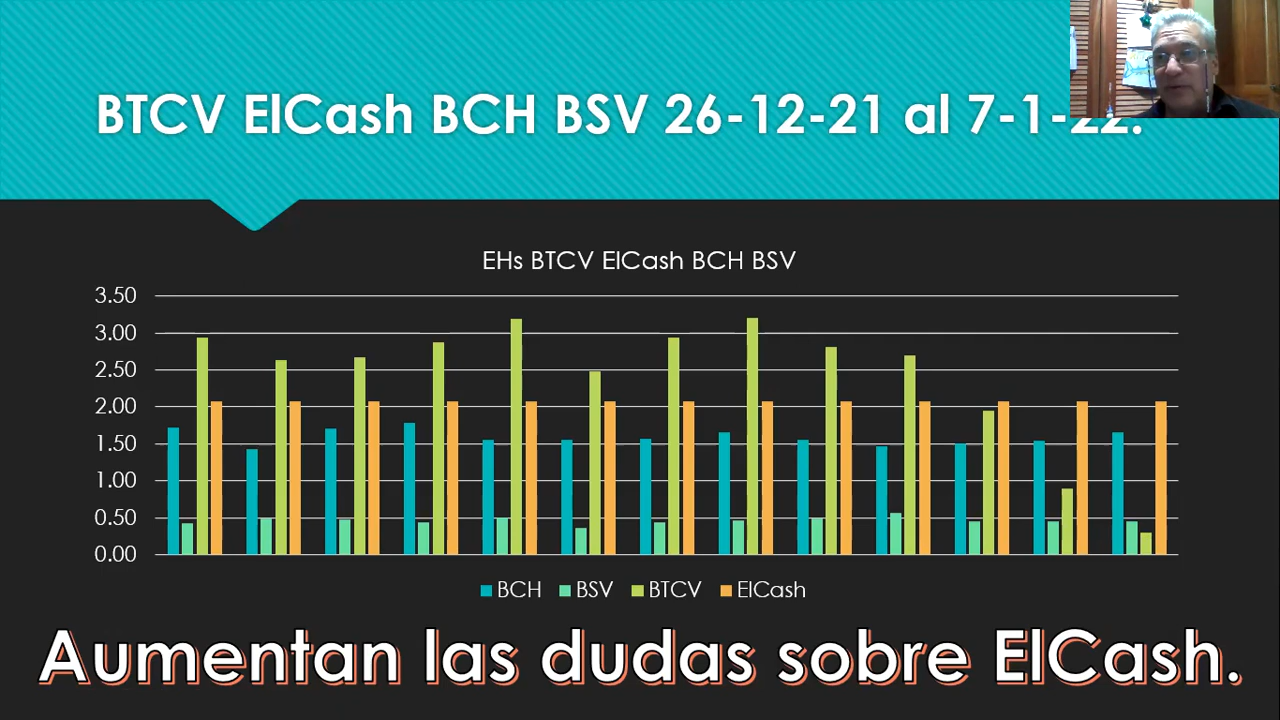 BTCV ElCash BCH BSV 26-12-21 al 7-1-22.
EHs BTCV ElCash BCH BSV
3.50
3.00
2.50
2.00
1.50
1.00
0.50
0.00
BCH BSV BTCV ElCash
Aumentan las dudas sobre ElCash.